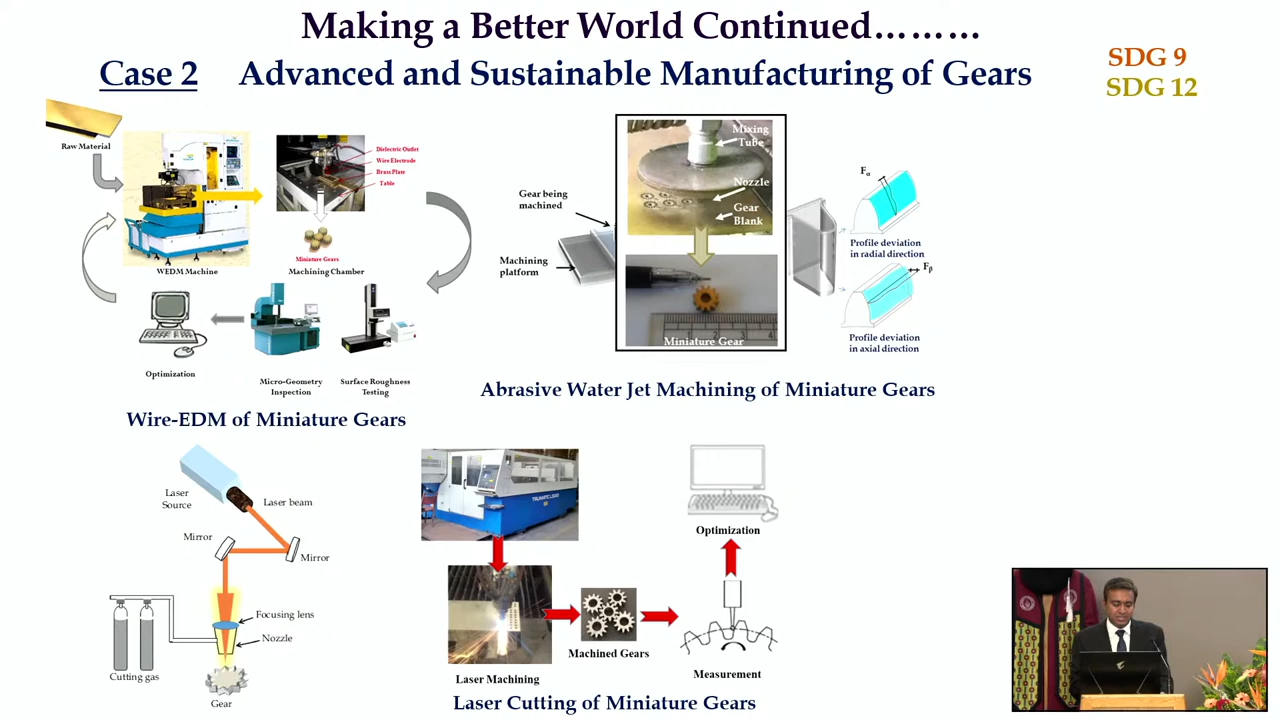 Making a Better World Continued………
Case 2 Advanced and Sustainable Manufacturing of Gears
SDG 9
SDG 12
Raw Material
WEDM Machine
Dielectric Outlet
Wire Electrode
Brass Plate
Table
Miniature Gears
Machining Chamber
Optimization
Micro-Geometry
Inspection
Surface Roughness
Testing
Wire-EDM of Miniature Gears
Gear being
machined
Machining
platform
Mixing
Tube
Nozzle
Gear
Blank
Miniature Gear
Fα
Profile deviation
in radial direction
Fβ
Profile deviation
in axial direction
Abrasive Water Jet Machining of Miniature Gears
Laser
Source
Laser beam
Mirror
Mirror
Focusing lens
Nozzle
Cutting gas
Gear
Laser Machining
Machined Gears
Optimization
Measurement
Laser Cutting of Miniature Gears